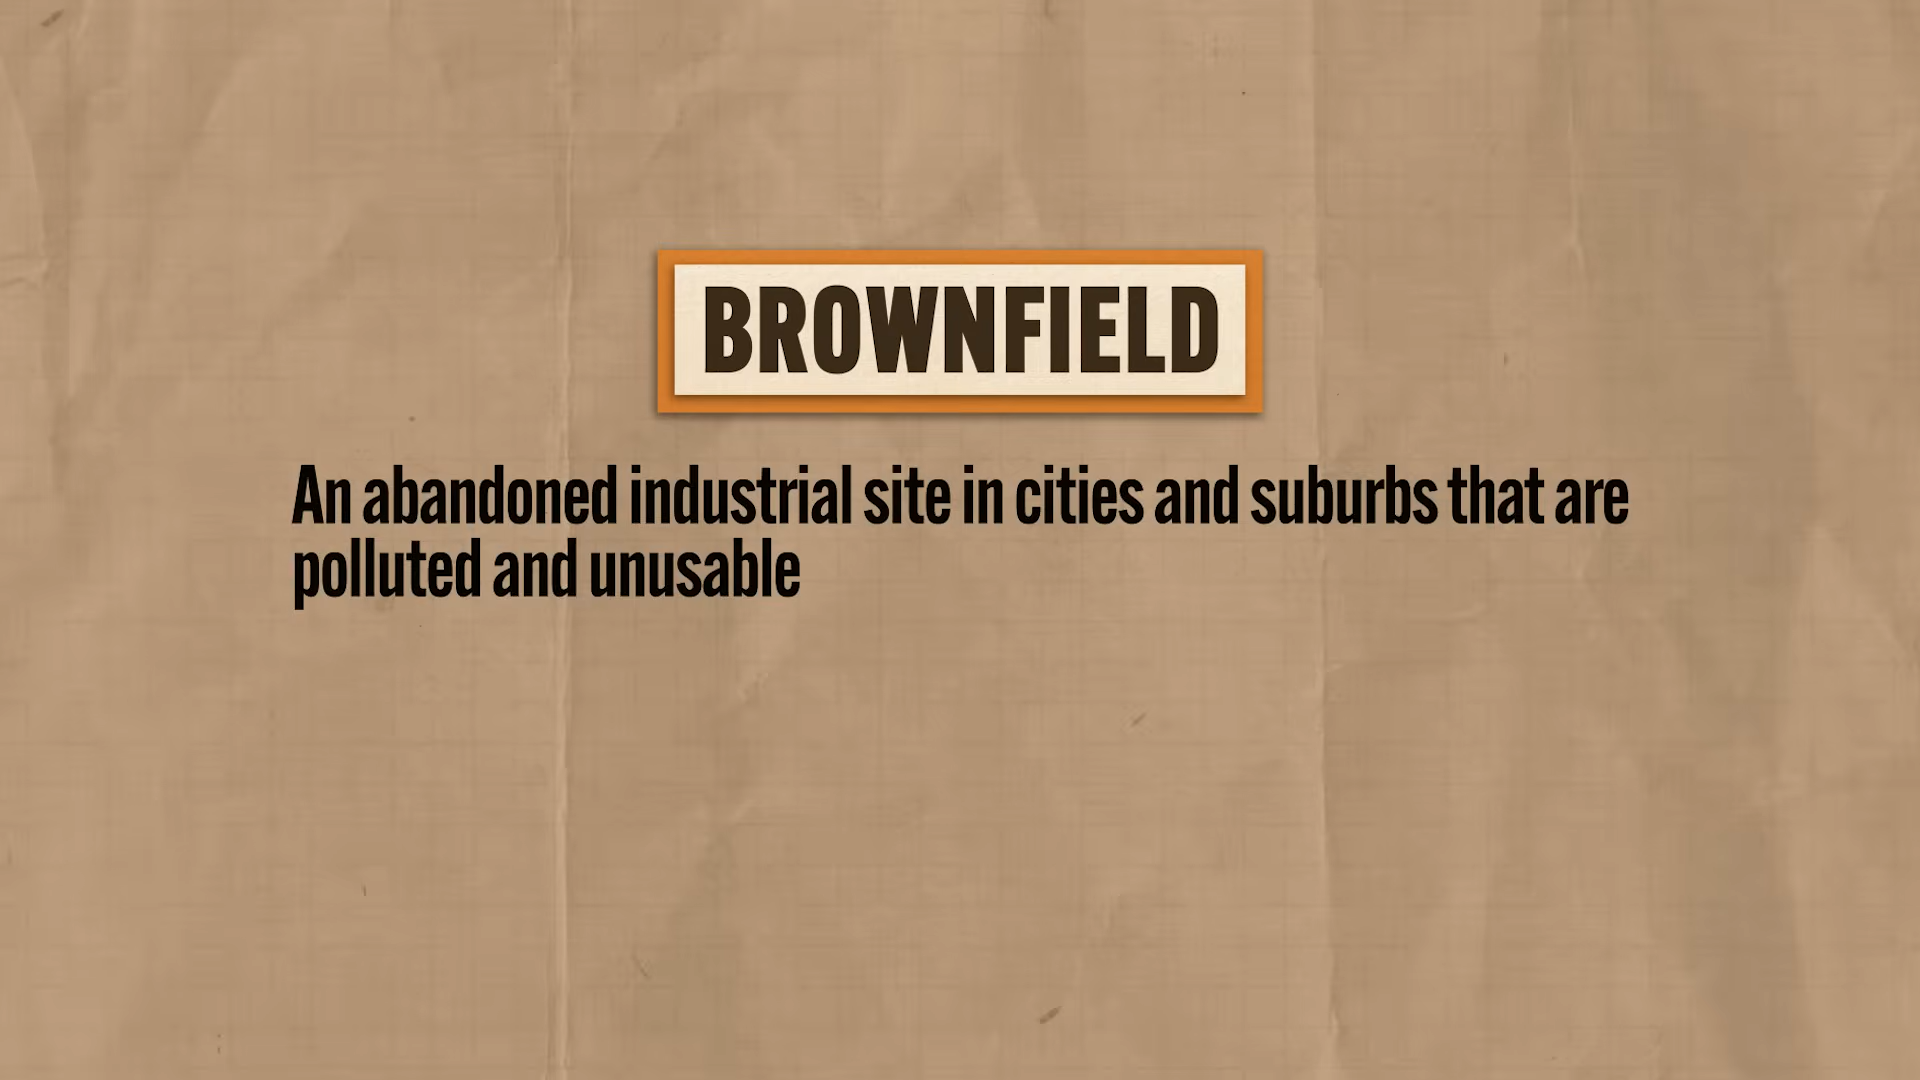 BROWNFIELD
An abandoned industrial site in cities and suburbs that are
polluted and unusable